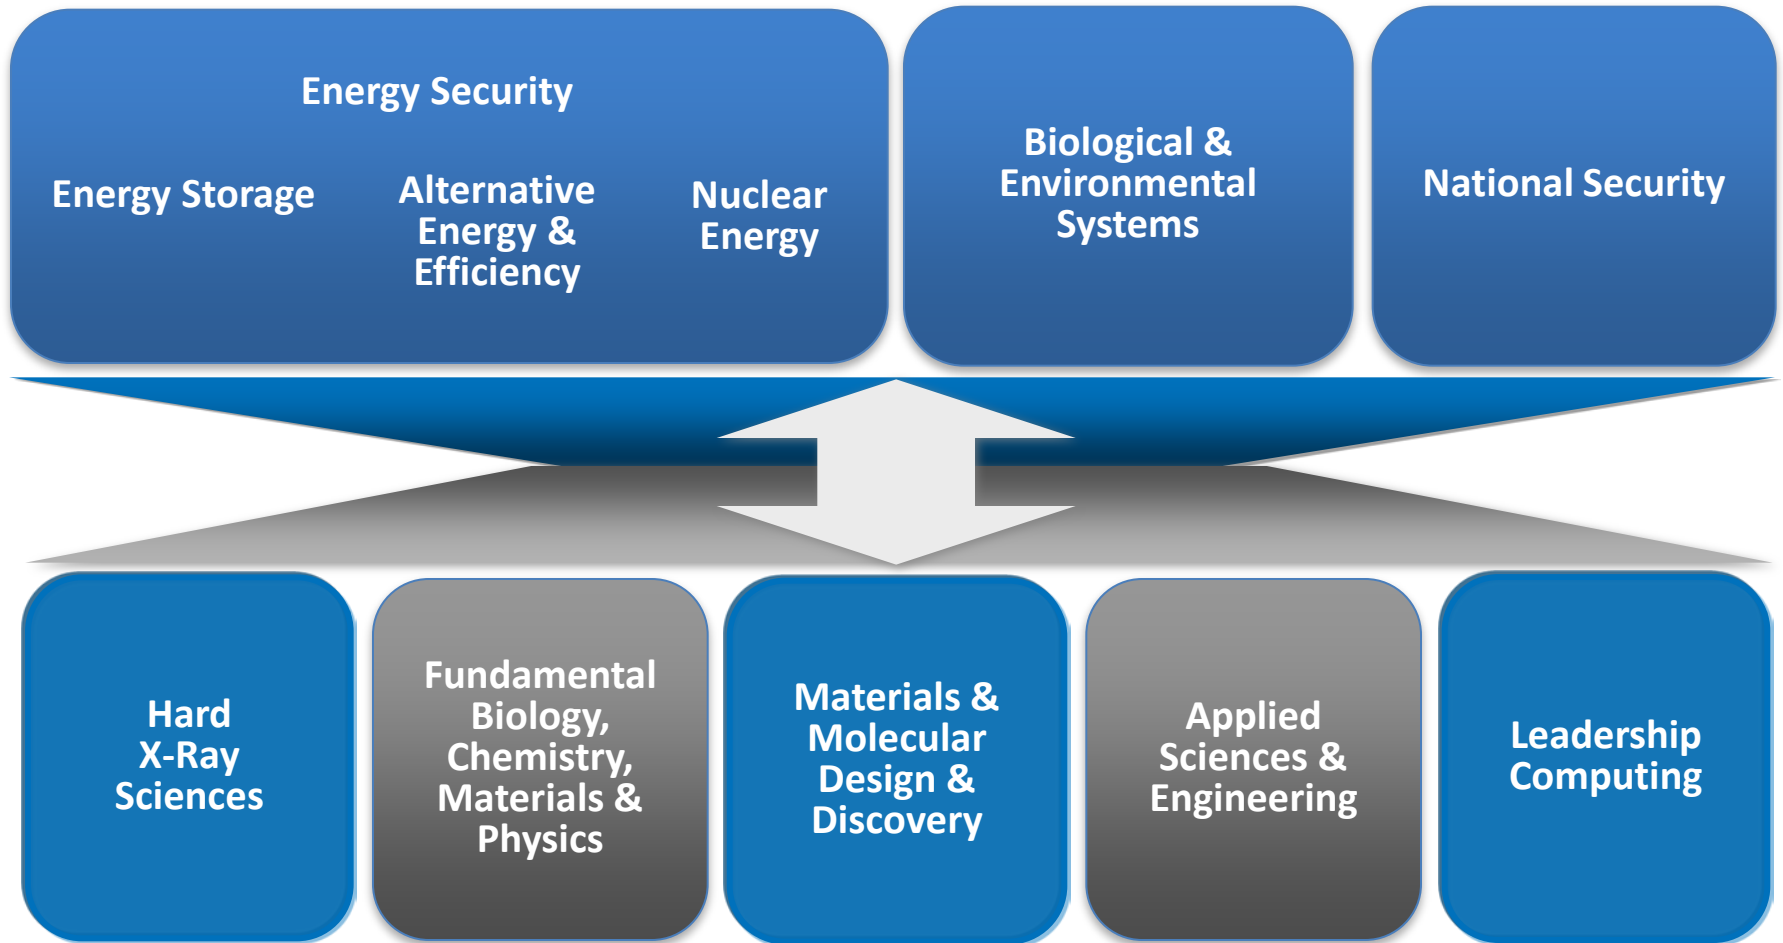 Energy Security
Energy Storage
Alternative
Energy &
Efficiency
Nuclear
Energy
Biological &
Environmental
Systems
National Security
Hard
X-Ray
Sciences
Fundamental
Biology,
Chemistry,
Materials &
Physics
Materials &
Molecular
Design &
Discovery
Applied
Sciences &
Engineering
Leadership
Computing